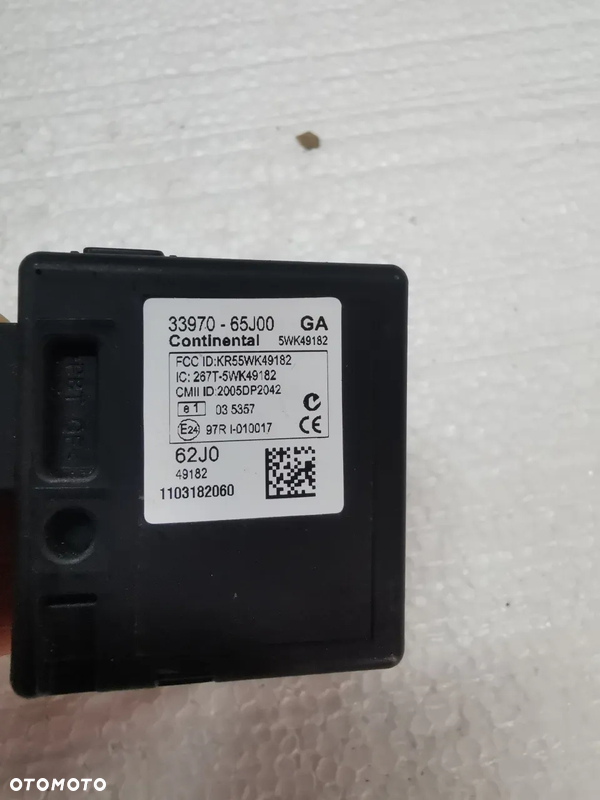 33970 - 65J00 GA
Continental 5WK49182
FCC ID:KR55WK49182
IC: 267T-5WK49182
CMII ID:2005DP2042
e1 03 5357
E24 97R I-010017 CE
62J0
49182
1103182060
OTOMOTO